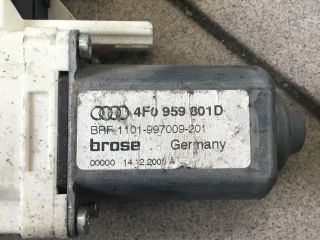 4F0 959 801D
BRF 1101-997009-201
brose Germany
00000 14.12.2005 A